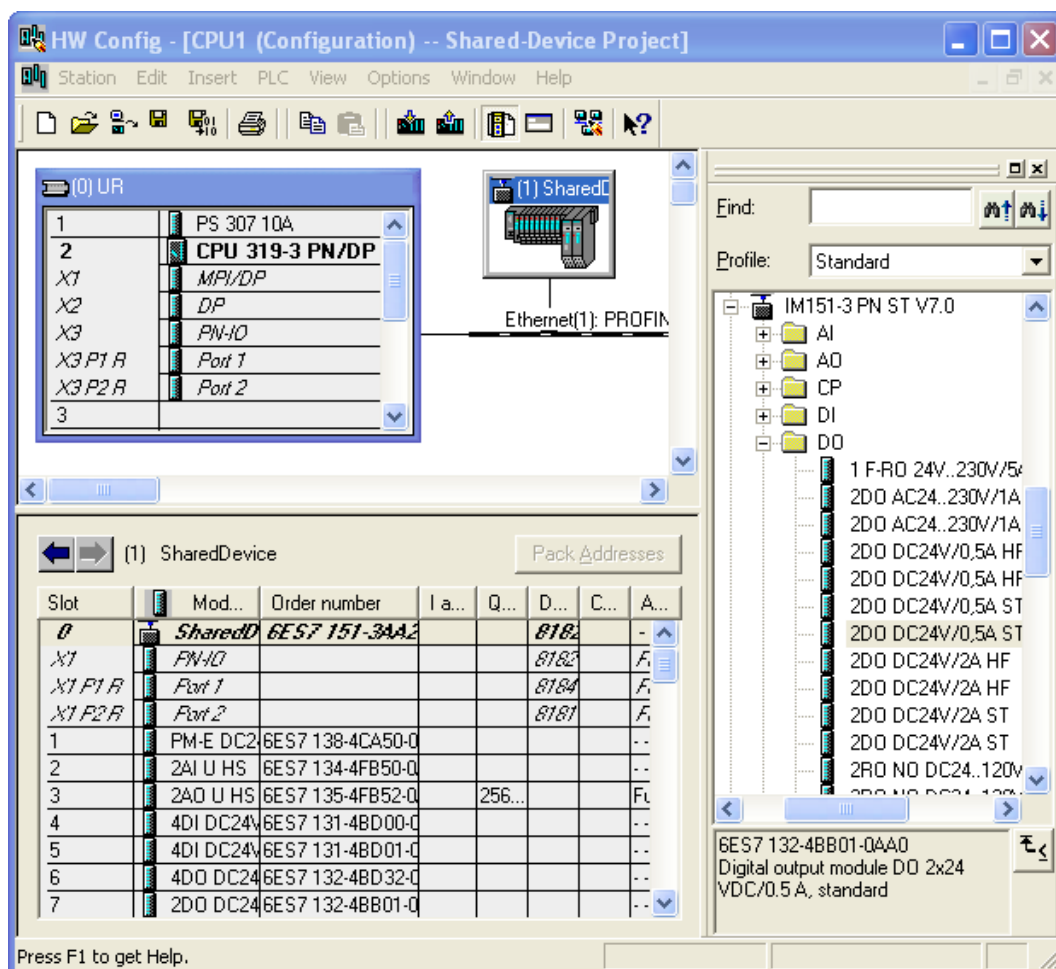 HW Config - [CPU1 (Configuration) -- Shared-Device Project]
Station Edit Insert PLC View Options Window Help
(0) UR
1 PS 307 10A
2 CPU 319-3 PN/DP
X1 MPI/DP
X2 DP
X3 PN-IO
X3 P1 R Port 1
X3 P2 R Port 2
3
(1) SharedD
Ethernet(1): PROFIN
Find:
Profile: Standard
IM151-3 PN ST V7.0
AI
AO
CP
DI
DO
1 F-RO 24V..230V/5A
2DO AC24..230V/1A
2DO AC24..230V/1A
2DO DC24V/0,5A HF
2DO DC24V/0,5A HF
2DO DC24V/0,5A ST
2DO DC24V/0,5A ST
2DO DC24V/2A HF
2DO DC24V/2A HF
2DO DC24V/2A ST
2DO DC24V/2A ST
2RO NO DC24..120V
6ES7 132-4BB01-0AA0
Digital output module DO 2x24
VDC/0.5 A, standard
(1) SharedDevice Pack Addresses
Slot Mod... Order number I a... Q... D... C... A...
0 SharedD 6ES7 151-3AA2 8182 -
X1 PN-IO 8182 F
X1 P1 R Port 1 8184 F
X1 P2 R Port 2 8181 F
1 PM-E DC2 6ES7 138-4CA50-0 --
2 2AI U HS 6ES7 134-4FB50-0 --
3 2AO U HS 6ES7 135-4FB52-0 256... Fu
4 4DI DC24V 6ES7 131-4BD00-0 --
5 4DI DC24V 6ES7 131-4BD01-0 --
6 4DO DC24 6ES7 132-4BD32-0 --
7 2DO DC24 6ES7 132-4BB01-0 --
Press F1 to get Help.